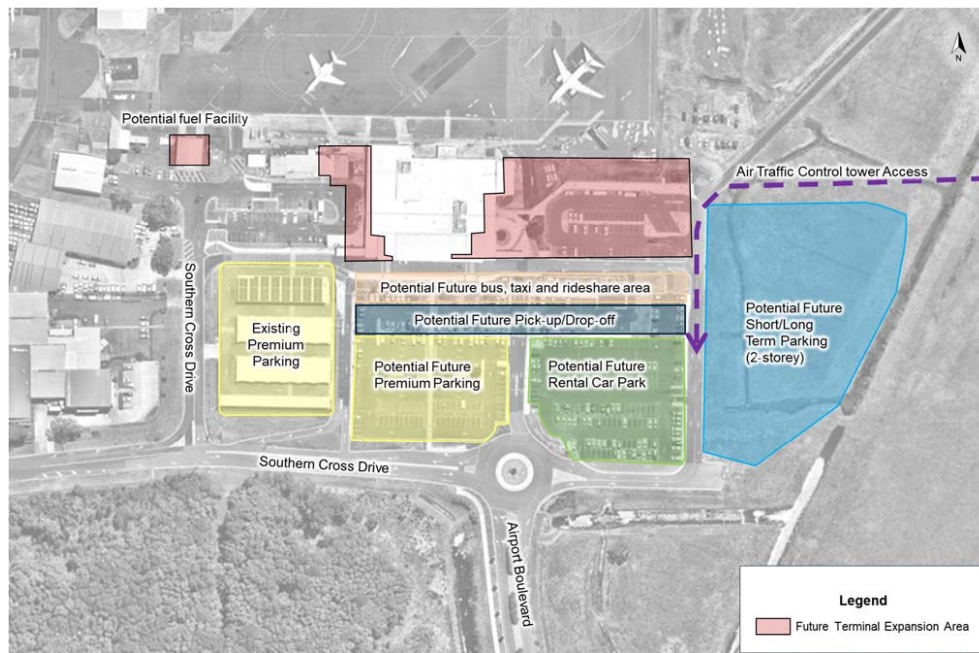 N
Potential fuel Facility
Air Traffic Control tower Access
Southern Cross Drive
Potential Future bus, taxi and rideshare area
Potential Future Pick-up/Drop-off
Existing
Premium
Parking
Potential Future
Premium Parking
Potential Future
Rental Car Park
Potential Future
Short/Long
Term Parking
(2-storey)
Southern Cross Drive
Airport Boulevard
Legend
Future Terminal Expansion Area